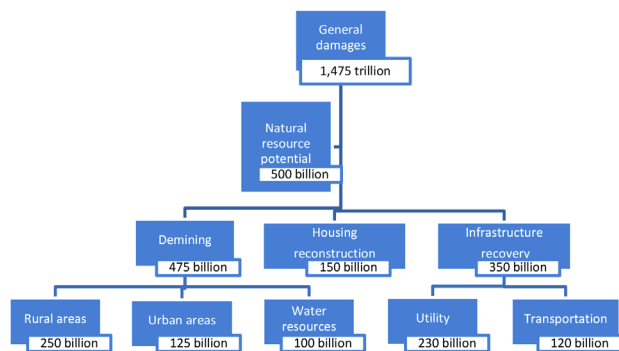 General
damages
1,475 trillion
Natural
resource
potential
500 billion
Demining
475 billion
Housing
reconstruction
150 billion
Infrastructure
recovery
350 billion
Rural areas
250 billion
Urban areas
125 billion
Water
resources
100 billion
Utility
230 billion
Transportation
120 billion